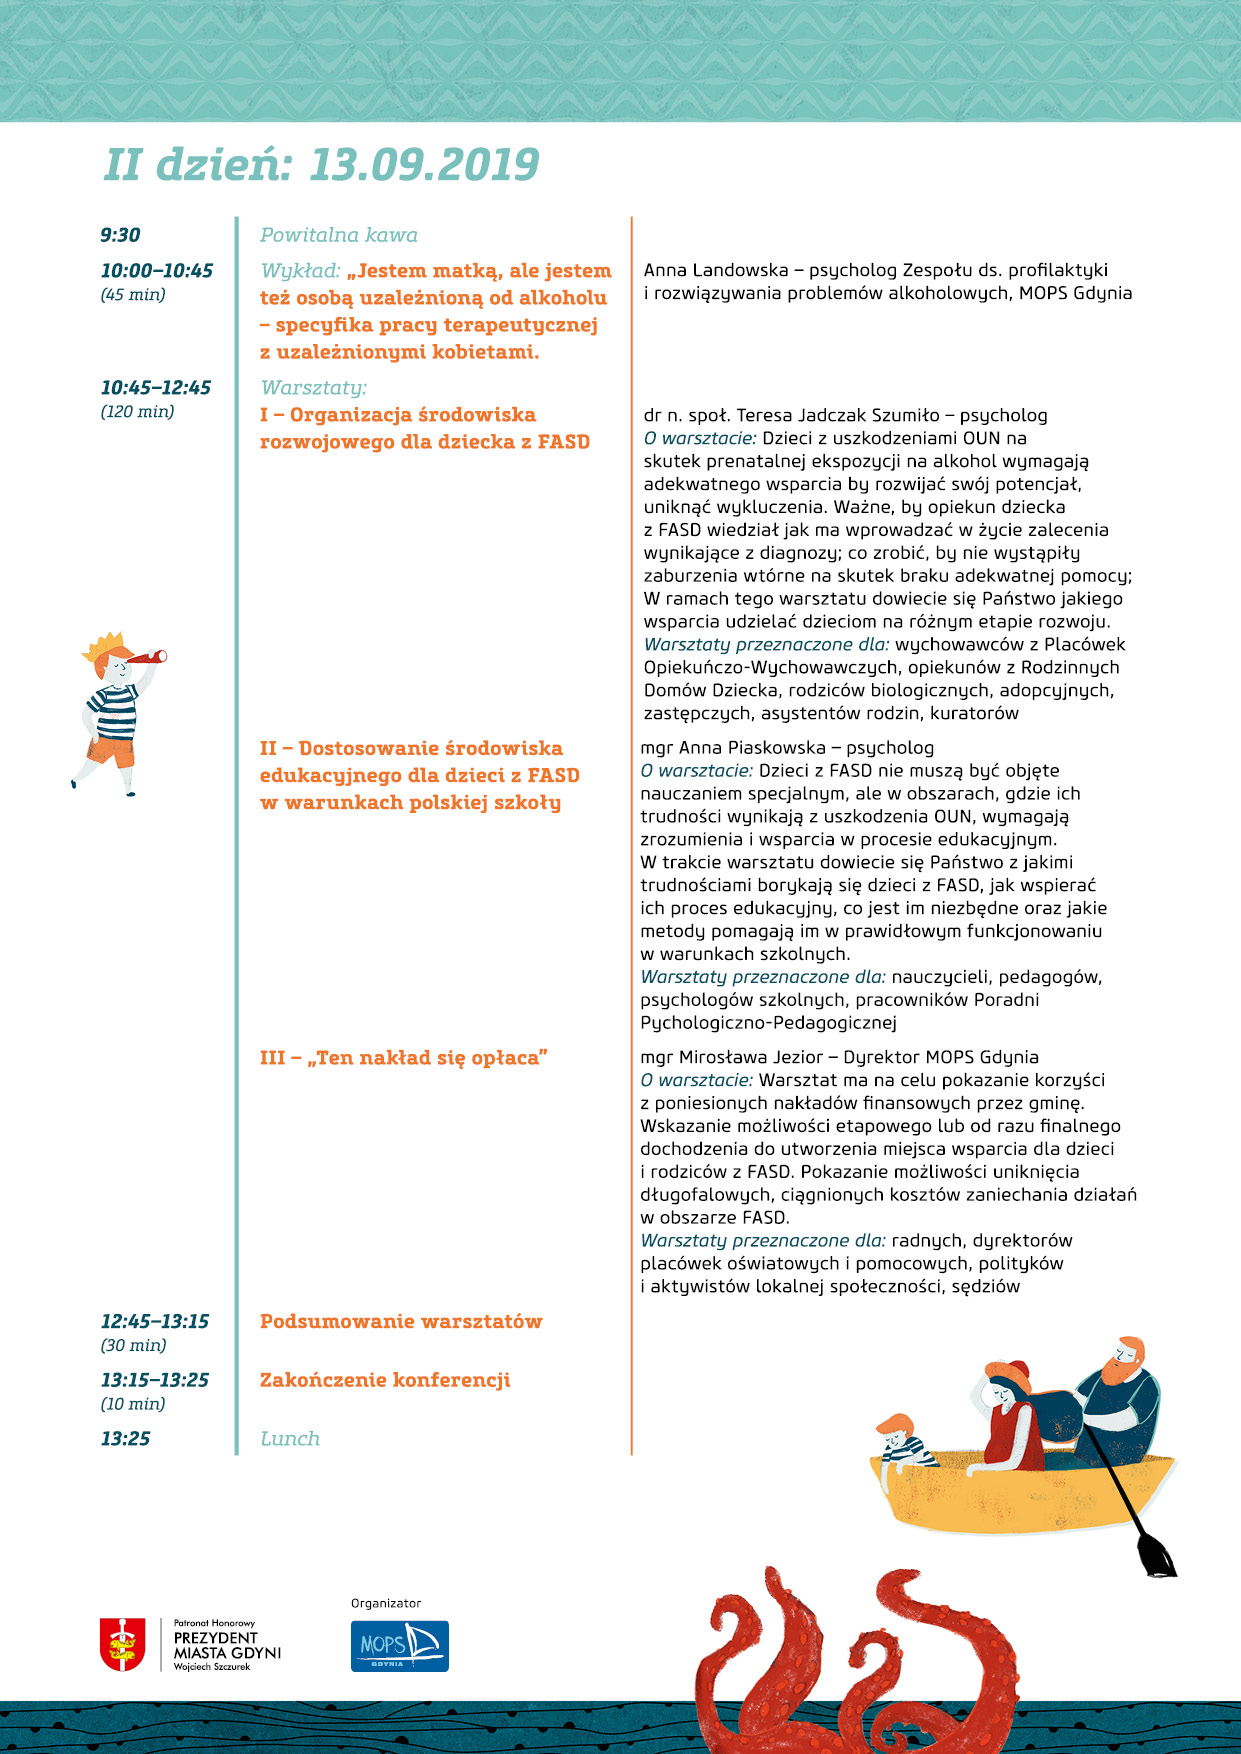 II dzień: 13.09.2019
9:30
Powitalna kawa
10:00–10:45
(45 min)
Wykład: „Jestem matką, ale jestem
też osobą uzależnioną od alkoholu
– specyfika pracy terapeutycznej
z uzależnionymi kobietami.
Anna Landowska – psycholog Zespołu ds. profilaktyki
i rozwiązywania problemów alkoholowych, MOPS Gdynia
10:45–12:45
(120 min)
Warsztaty:
I – Organizacja środowiska
rozwojowego dla dziecka z FASD
dr n. społ. Teresa Jadczak Szumiło – psycholog
O warsztacie: Dzieci z uszkodzeniami OUN na
skutek prenatalnej ekspozycji na alkohol wymagają
adekwatnego wsparcia by rozwijać swój potencjał,
uniknąć wykluczenia. Ważne, by opiekun dziecka
z FASD wiedział jak ma wprowadzać w życie zalecenia
wynikające z diagnozy; co zrobić, by nie wystąpiły
zaburzenia wtórne na skutek braku adekwatnej pomocy;
W ramach tego warsztatu dowiecie się Państwo jakiego
wsparcia udzielać dzieciom na różnym etapie rozwoju.
Warsztaty przeznaczone dla: wychowawców z Placówek
Opiekuńczo-Wychowawczych, opiekunów z Rodzinnych
Domów Dziecka, rodziców biologicznych, adopcyjnych,
zastępczych, asystentów rodzin, kuratorów
II – Dostosowanie środowiska
edukacyjnego dla dzieci z FASD
w warunkach polskiej szkoły
mgr Anna Piaskowska – psycholog
O warsztacie: Dzieci z FASD nie muszą być objęte
nauczaniem specjalnym, ale w obszarach, gdzie ich
trudności wynikają z uszkodzenia OUN, wymagają
zrozumienia i wsparcia w procesie edukacyjnym.
W trakcie warsztatu dowiecie się Państwo z jakimi
trudnościami borykają się dzieci z FASD, jak wspierać
ich proces edukacyjny, co jest im niezbędne oraz jakie
metody pomagają im w prawidłowym funkcjonowaniu
w warunkach szkolnych.
Warsztaty przeznaczone dla: nauczycieli, pedagogów,
psychologów szkolnych, pracowników Poradni
Pychologiczno-Pedagogicznej
III – „Ten nakład się opłaca”
mgr Mirosława Jezior – Dyrektor MOPS Gdynia
O warsztacie: Warsztat ma na celu pokazanie korzyści
z poniesionych nakładów finansowych przez gminę.
Wskazanie możliwości etapowego lub od razu finalnego
dochodzenia do utworzenia miejsca wsparcia dla dzieci
i rodziców z FASD. Pokazanie możliwości uniknięcia
długofalowych, ciągnionych kosztów zaniechania działań
w obszarze FASD.
Warsztaty przeznaczone dla: radnych, dyrektorów
placówek oświatowych i pomocowych, polityków
i aktywistów lokalnej społeczności, sędziów
12:45–13:15
(30 min)
Podsumowanie warsztatów
13:15–13:25
(10 min)
Zakończenie konferencji
13:25
Lunch
Patronat Honorowy
PREZYDENT
MIASTA GDYNI
Wojciech Szczurek
Organizator
MOPS
GDYNIA